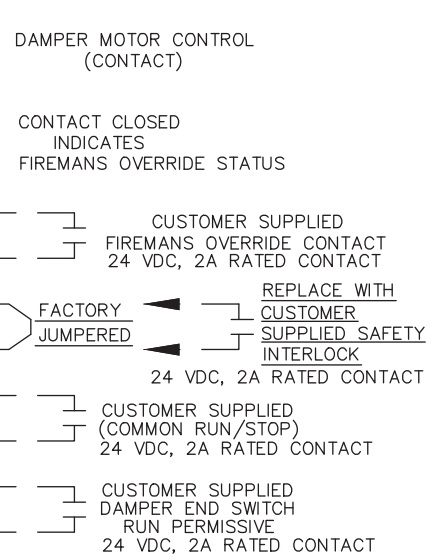 DAMPER MOTOR CONTROL
(CONTACT)
CONTACT CLOSED
INDICATES
FIREMANS OVERRIDE STATUS
CUSTOMER SUPPLIED
FIREMANS OVERRIDE CONTACT
24 VDC, 2A RATED CONTACT
FACTORY
JUMPERED
REPLACE WITH
CUSTOMER
SUPPLIED SAFETY
INTERLOCK
24 VDC, 2A RATED CONTACT
CUSTOMER SUPPLIED
(COMMON RUN/STOP)
24 VDC, 2A RATED CONTACT
CUSTOMER SUPPLIED
DAMPER END SWITCH
RUN PERMISSIVE
24 VDC, 2A RATED CONTACT